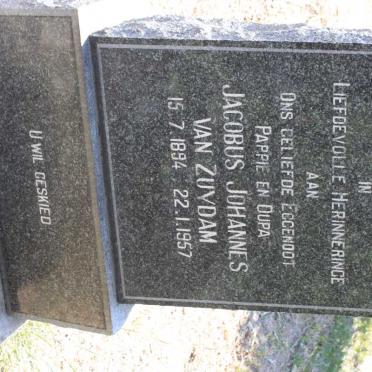 IN
LIEFDEVOLLE HERINNERINGE
AAN
ONS GELIEFDE EGGENOOT
PAPPIE EN OUPA
JACOBUS JOHANNES
VAN ZUYDAM
15.7.1894 22.1.1957
U WIL GESKIED